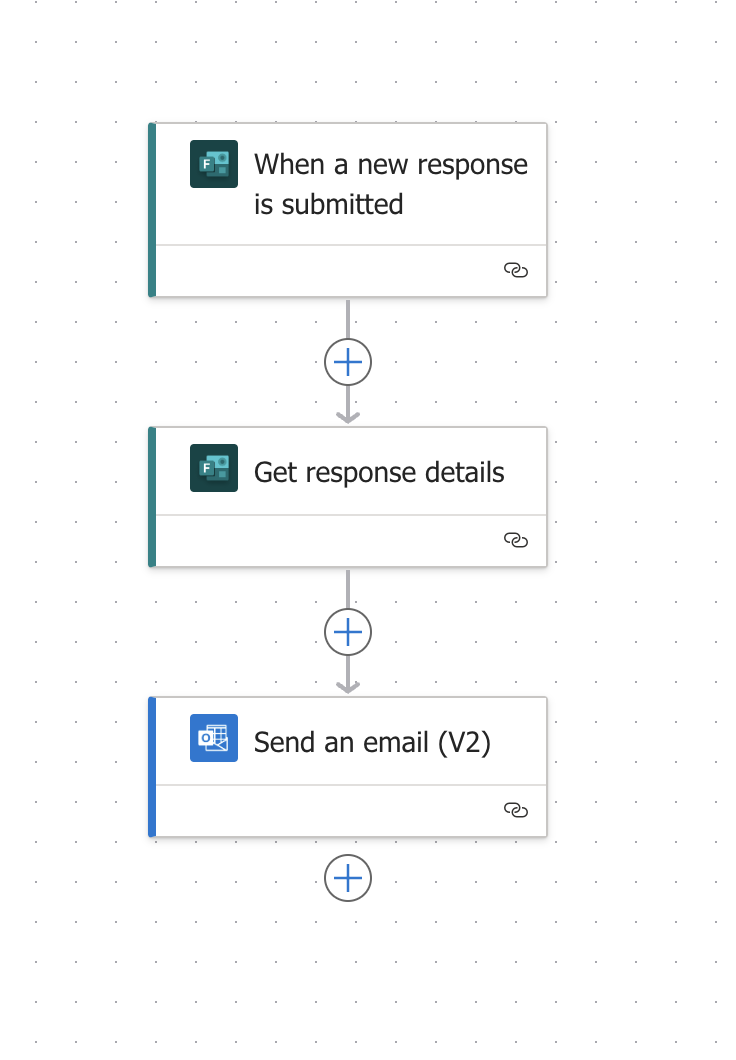 When a new response
is submitted
Get response details
Send an email (V2)